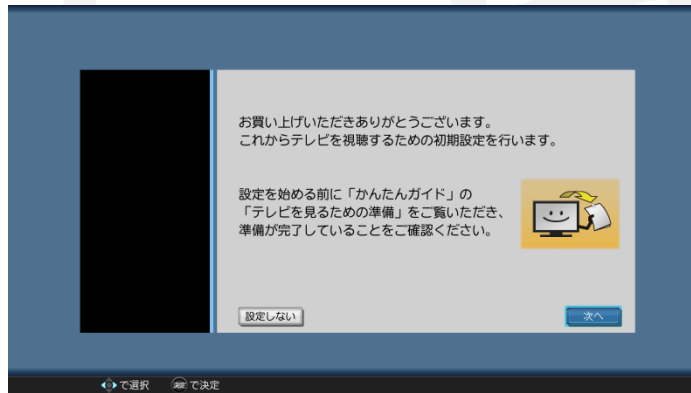 お買い上げいただきありがとうございます。
これからテレビを視聴するための初期設定を行います。
設定を始める前に「かんたんガイド」の
「テレビを見るための準備」をご覧いただき、
準備が完了していることをご確認ください。
設定しない
次へ
で選択 決定 で決定